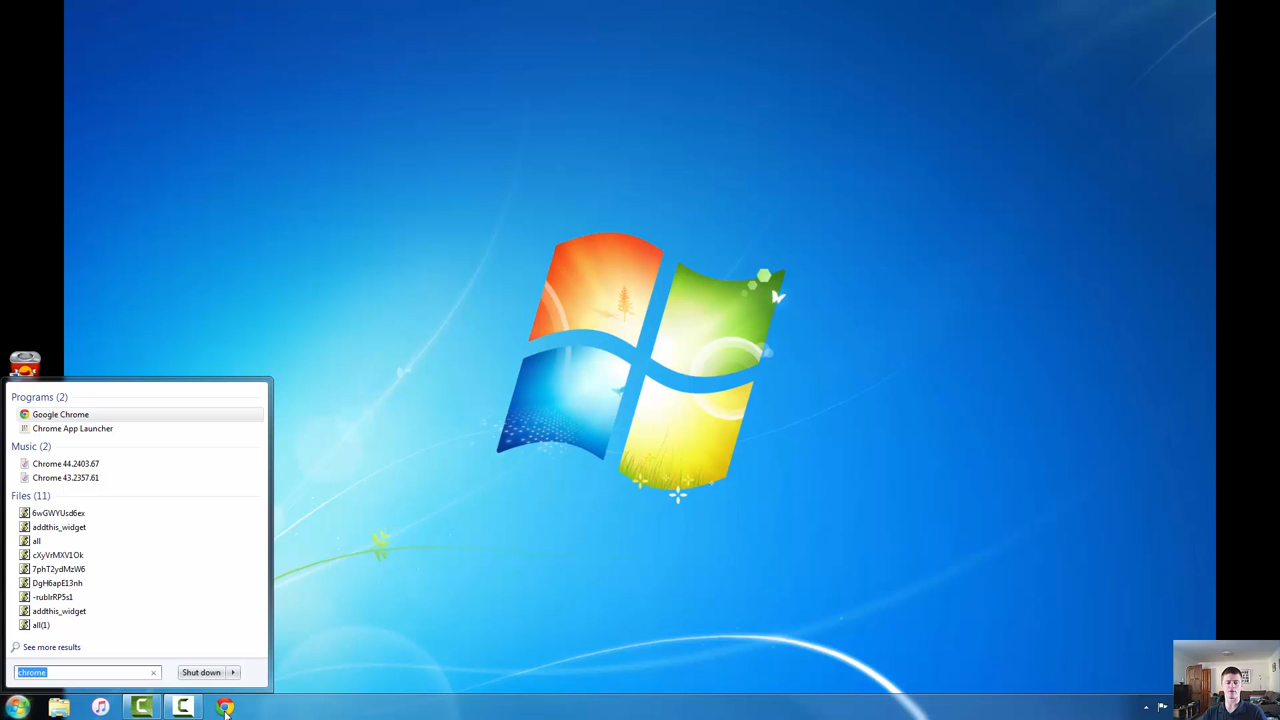 Programs (2)
Google Chrome
Chrome App Launcher
Music (2)
Chrome 44.2403.67
Chrome 43.2357.61
Files (11)
6wGWYUsd6ex
addthis_widget
all
cXyVrMXV1Ok
7phT2ydMzW6
DgH6apE13nh
-rubIrRP5s1
addthis_widget
all(1)
See more results
chrome
Shut down